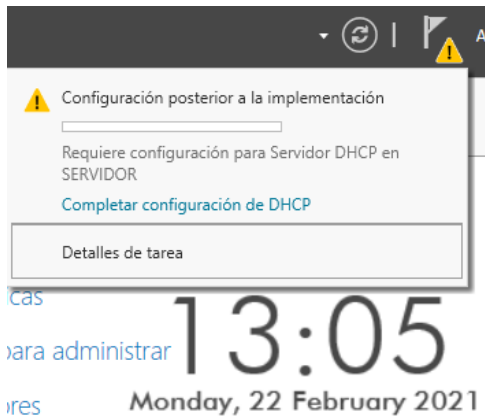 A
Configuración posterior a la implementación
Requiere configuración para Servidor DHCP en
SERVIDOR
Completar configuración de DHCP
Detalles de tarea
cas
para administrar
ores
13:05
Monday, 22 February 2021